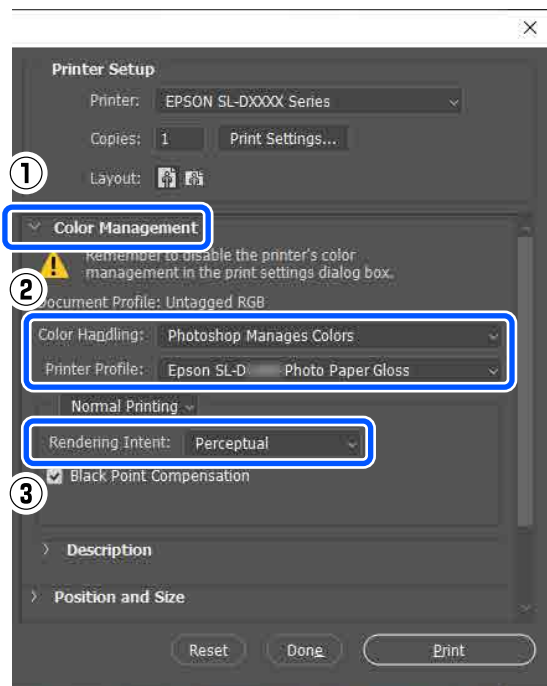 Printer Setup
Printer: EPSON SL-DXXXX Series
Copies: 1 Print Settings...
①
Layout:
Color Management
Remember to disable the printer's color
management in the print settings dialog box.
②
Document Profile: Untagged RGB
Color Handling: Photoshop Manages Colors
Printer Profile: Epson SL-D Photo Paper Gloss
Normal Printing
Rendering Intent: Perceptual
Black Point Compensation
③
Description
Position and Size
Reset Done Print